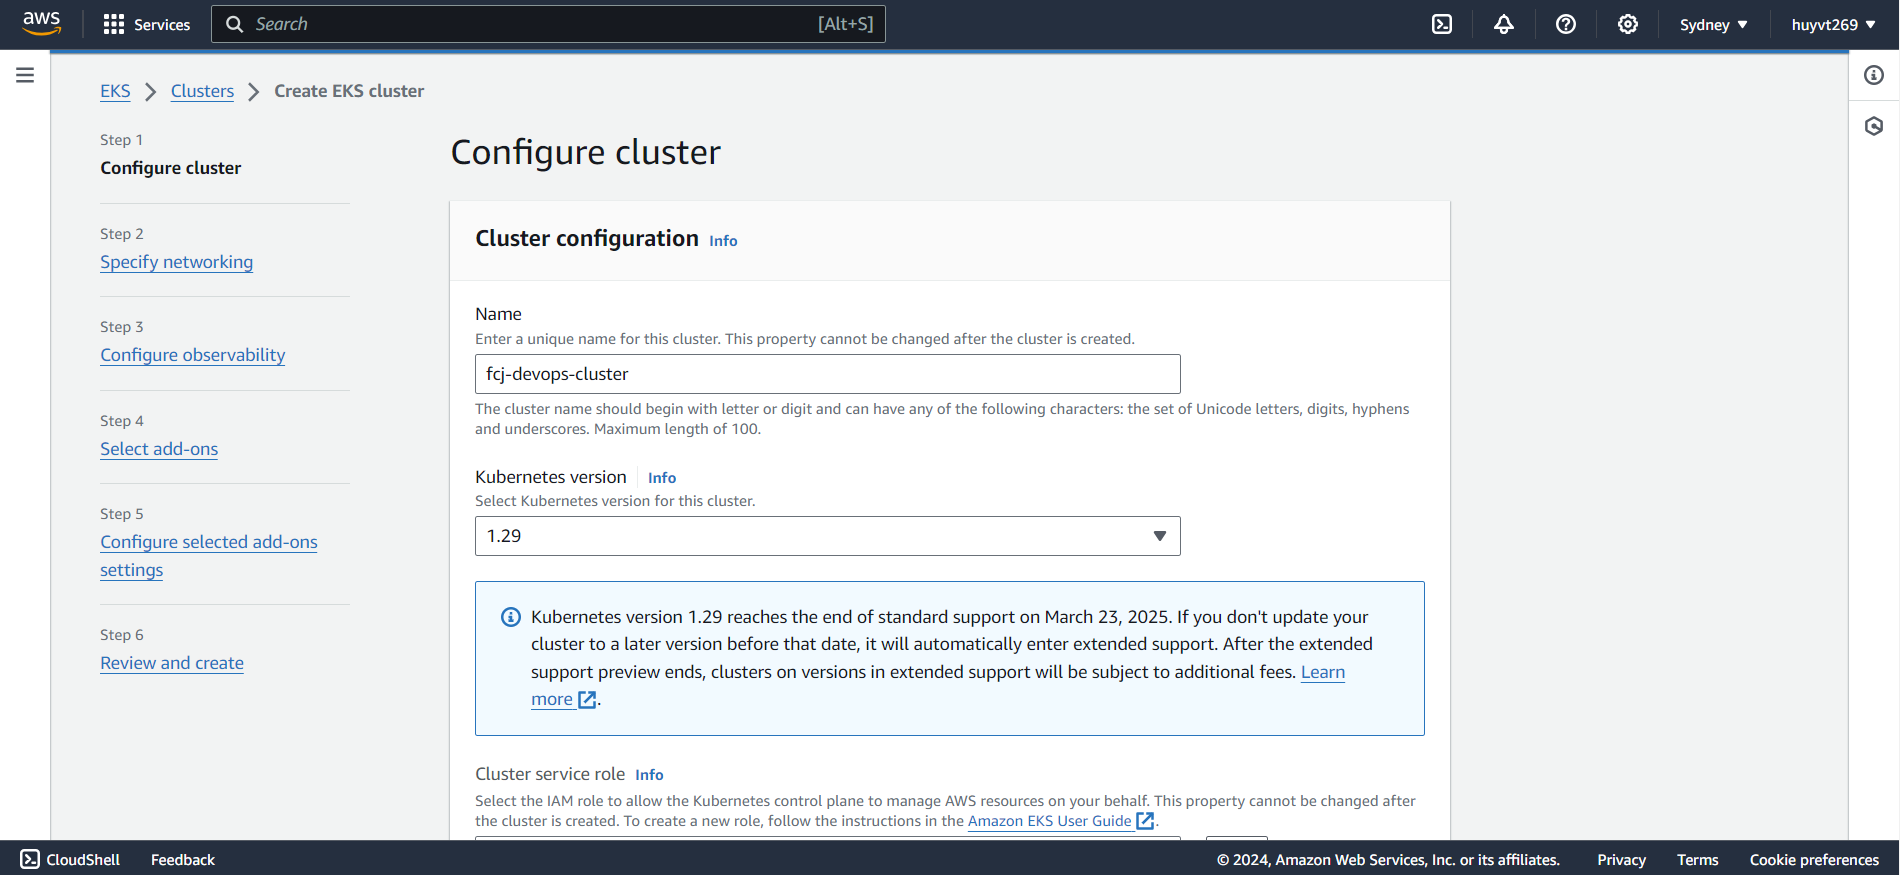 aws
Services
Search [Alt+S]
Sydney
huyvt269
EKS > Clusters > Create EKS cluster
Step 1
Configure cluster
Step 2
Specify networking
Step 3
Configure observability
Step 4
Select add-ons
Step 5
Configure selected add-ons
settings
Step 6
Review and create
Configure cluster
Cluster configuration Info
Name
Enter a unique name for this cluster. This property cannot be changed after the cluster is created.
fcj-devops-cluster
The cluster name should begin with letter or digit and can have any of the following characters: the set of Unicode letters, digits, hyphens
and underscores. Maximum length of 100.
Kubernetes version Info
Select Kubernetes version for this cluster.
1.29
Kubernetes version 1.29 reaches the end of standard support on March 23, 2025. If you don't update your
cluster to a later version before that date, it will automatically enter extended support. After the extended
support preview ends, clusters on versions in extended support will be subject to additional fees. Learn
more.
Cluster service role Info
Select the IAM role to allow the Kubernetes control plane to manage AWS resources on your behalf. This property cannot be changed after
the cluster is created. To create a new role, follow the instructions in the Amazon EKS User Guide.
CloudShell
Feedback
© 2024, Amazon Web Services, Inc. or its affiliates.
Privacy
Terms
Cookie preferences